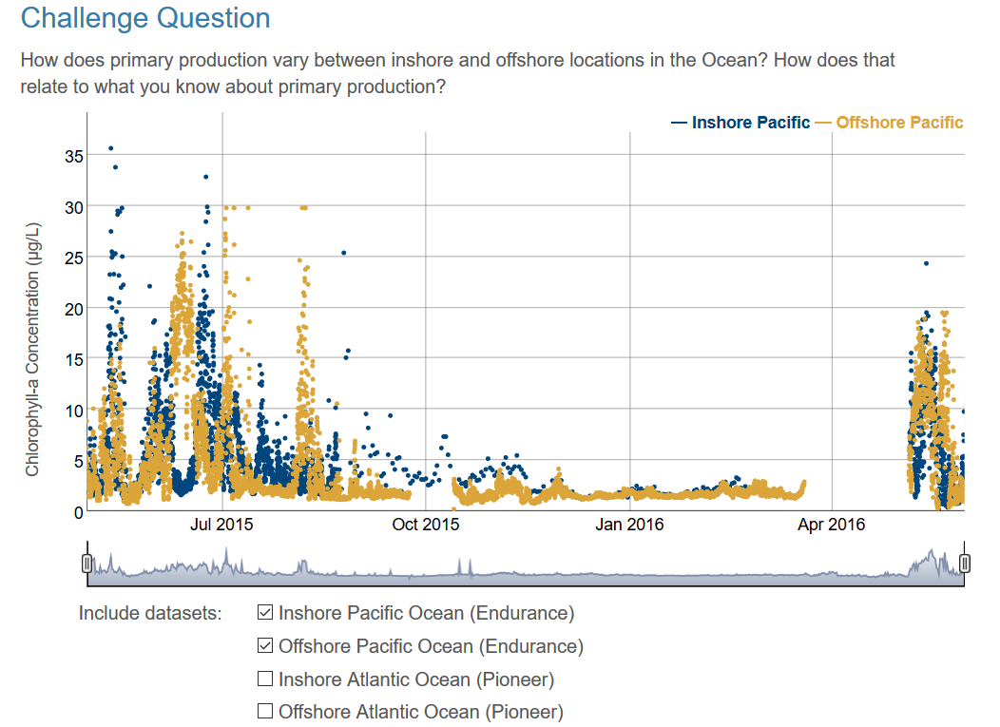 Challenge Question
How does primary production vary between inshore and offshore locations in the Ocean? How does that
relate to what you know about primary production?
Inshore Pacific Offshore Pacific
Chlorophyll-a Concentration (µg/L)
35
30
25
20
15
10
5
0
Jul 2015 Oct 2015 Jan 2016 Apr 2016
Include datasets:
Inshore Pacific Ocean (Endurance)
Offshore Pacific Ocean (Endurance)
Inshore Atlantic Ocean (Pioneer)
Offshore Atlantic Ocean (Pioneer)